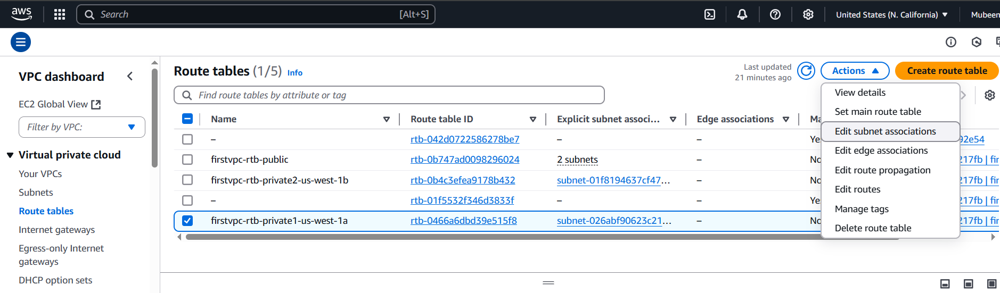 aws
Search [Alt+S]
United States (N. California)
Mubeen
VPC dashboard
EC2 Global View
Filter by VPC:
Virtual private cloud
Your VPCs
Subnets
Route tables
Internet gateways
Egress-only Internet
gateways
DHCP option sets
Route tables (1/5) Info
Last updated
21 minutes ago
Actions
Create route table
Find route tables by attribute or tag
View details
Set main route table
Edit subnet associations
Edit edge associations
Edit route propagation
Edit routes
Manage tags
Delete route table
Name Route table ID Explicit subnet associ... Edge associations Ma
– rtb-042d0722586278be7 – – Yes 92e54
firstvpc-rtb-public rtb-0b747ad0098296024 2 subnets – No 217fb | fir
firstvpc-rtb-private2-us-west-1b rtb-0b4c3efea9178b432 subnet-01f8194637cf47... – No 217fb | fir
– rtb-01f5532f346d3833f – – Yes 217fb | fir
firstvpc-rtb-private1-us-west-1a rtb-0466a6dbd39e515f8 subnet-026abf90623c21... – No 217fb | fir